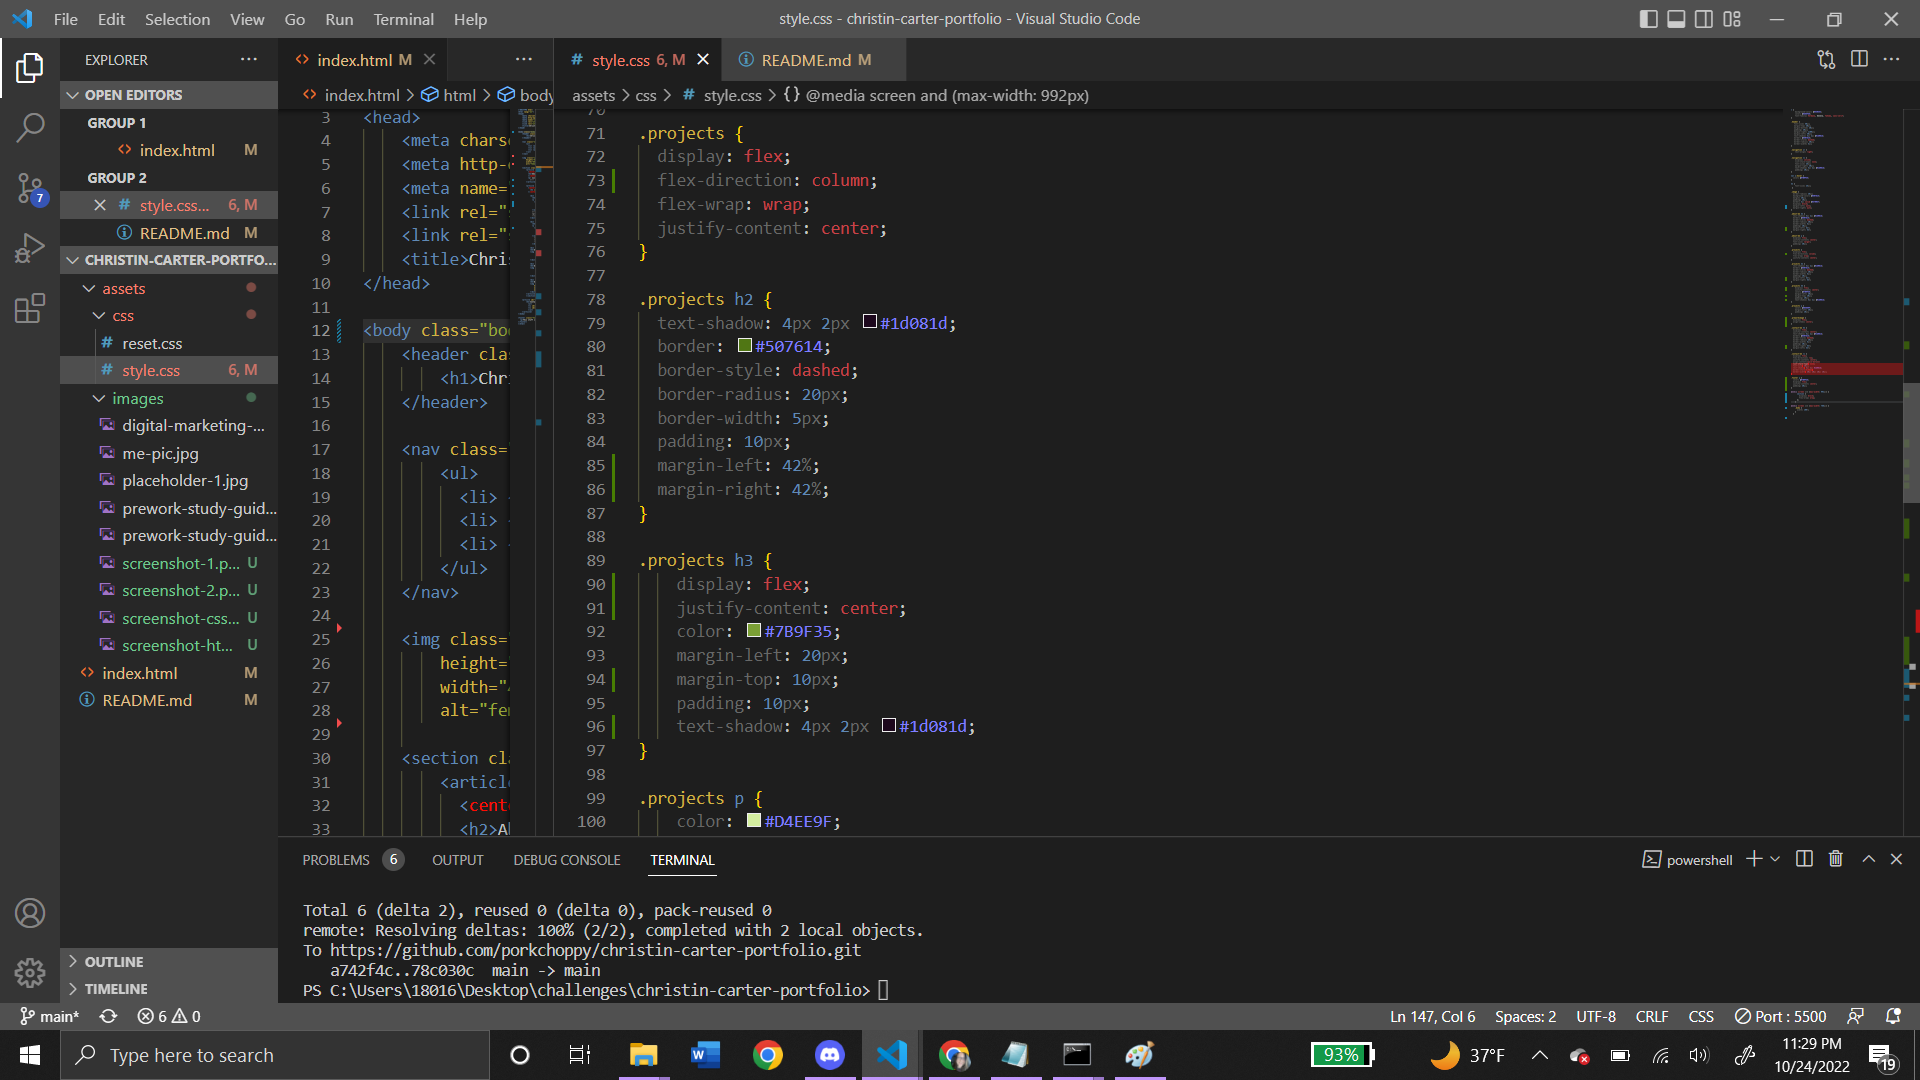 File Edit Selection View Go Run Terminal Help
style.css - christin-carter-portfolio - Visual Studio Code
EXPLORER
OPEN EDITORS
GROUP 1
index.html M
GROUP 2
style.css... 6, M
README.md M
CHRISTIN-CARTER-PORTFO...
assets
css
reset.css
style.css 6, M
images
digital-marketing-...
me-pic.jpg
placeholder-1.jpg
prework-study-guid...
prework-study-guid...
screenshot-1.p... U
screenshot-2.p... U
screenshot-css... U
screenshot-ht... U
index.html M
README.md M
OUTLINE
TIMELINE
7
index.html M
index.html > html > body
3 <head>
4 <meta chars
5 <meta http-
6 <meta name=
7 <link rel="
8 <link rel="
9 <title>Chris
10 </head>
11
12 <body class="bo
13 <header cla
14 <h1>Chr
15 </header>
16
17 <nav class=
18 <ul>
19 <li>
20 <li>
21 <li>
22 </ul>
23 </nav>
24
25 <img class=
26 height=
27 width="
28 alt="fe
29
30 <section cl
31 <articl
32 <cent
33 <h2>A
style.css 6, M
README.md M
assets > css > # style.css > {} @media screen and (max-width: 992px)
70
71 .projects {
72 display: flex;
73 flex-direction: column;
74 flex-wrap: wrap;
75 justify-content: center;
76 }
77
78 .projects h2 {
79 text-shadow: 4px 2px #1d081d;
80 border: #507614;
81 border-style: dashed;
82 border-radius: 20px;
83 border-width: 5px;
84 padding: 10px;
85 margin-left: 42%;
86 margin-right: 42%;
87 }
88
89 .projects h3 {
90 display: flex;
91 justify-content: center;
92 color: #7B9F35;
93 margin-left: 20px;
94 margin-top: 10px;
95 padding: 10px;
96 text-shadow: 4px 2px #1d081d;
97 }
98
99 .projects p {
100 color: #D4EE9F;
PROBLEMS 6 OUTPUT DEBUG CONSOLE TERMINAL
powershell
Total 6 (delta 2), reused 0 (delta 0), pack-reused 0
remote: Resolving deltas: 100% (2/2), completed with 2 local objects.
To https://github.com/porkchoppy/christin-carter-portfolio.git
a742f4c..78c030c main -> main
PS C:\Users\18016\Desktop\challenges\christin-carter-portfolio>
main* 6 0
Ln 147, Col 6 Spaces: 2 UTF-8 CRLF CSS Port : 5500
Type here to search
93%
37°F
11:29 PM
10/24/2022
19